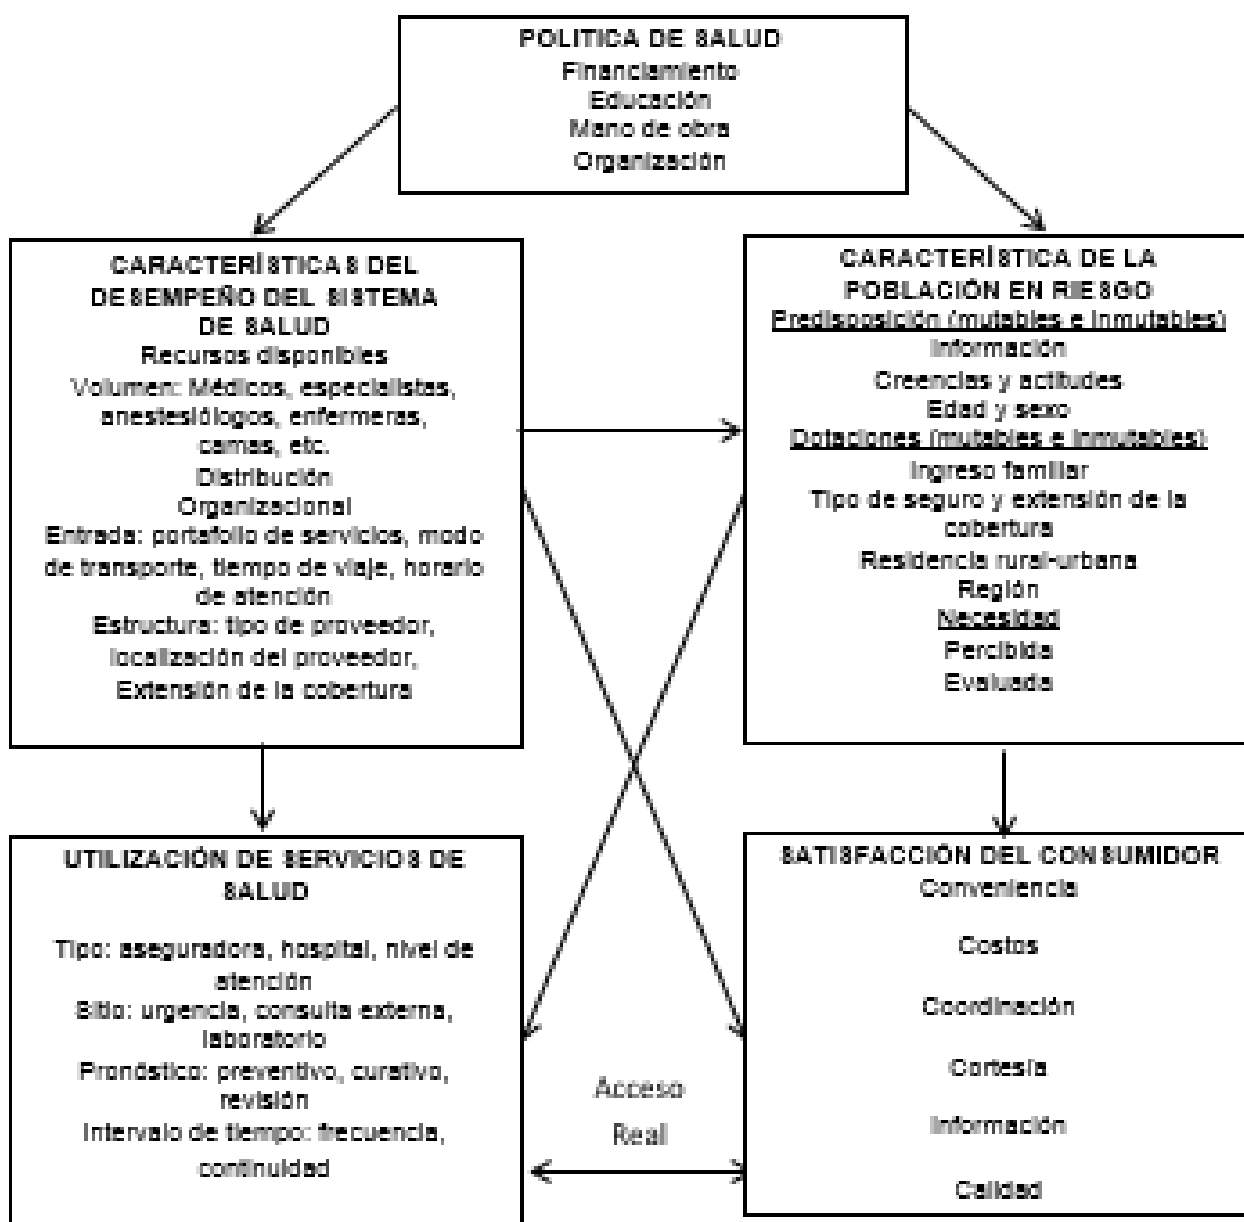 POLITICA DE SALUD
Financiamiento
Educación
Mano de obra
Organización
CARACTERÍSTICAS DEL
DESEMPEÑO DEL SISTEMA
DE SALUD
Recursos disponibles
Volumen: Médicos, especialistas,
anestesiólogos, enfermeras,
camas, etc.
Distribución
Organizacional
Entrada: portafolio de servicios, modo
de transporte, tiempo de viaje, horario
de atención
Estructura: tipo de proveedor,
localización del proveedor,
Extensión de la cobertura
CARACTERÍSTICA DE LA
POBLACIÓN EN RIESGO
Predisposición (mutables e inmutables)
Información
Creencias y actitudes
Edad y sexo
Dotaciones (mutables e inmutables)
Ingreso familiar
Tipo de seguro y extensión de la
cobertura
Residencia rural-urbana
Región
Necesidad
Percibida
Evaluada
UTILIZACIÓN DE SERVICIOS DE
SALUD
Tipo: aseguradora, hospital, nivel de
atención
Sitio: urgencia, consulta externa,
laboratorio
Pronóstico: preventivo, curativo,
revisión
Intervalo de tiempo: frecuencia,
continuidad
Acceso
Real
SATISFACCIÓN DEL CONSUMIDOR
Conveniencia
Costos
Coordinación
Cortesía
Información
Calidad